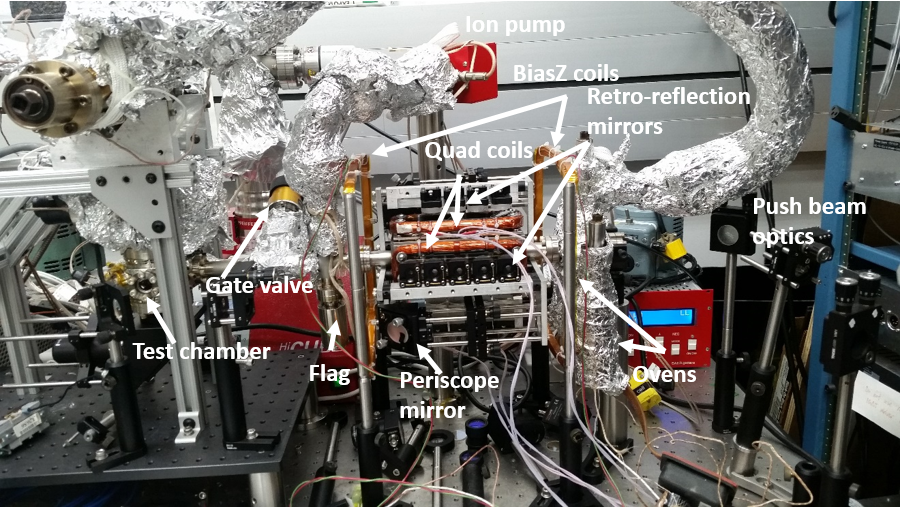 Ion pump
BiasZ coils
Retro-reflection
mirrors
Quad coils
Push beam
optics
Gate valve
Test chamber
Flag
Periscope
mirror
Ovens
HiCU